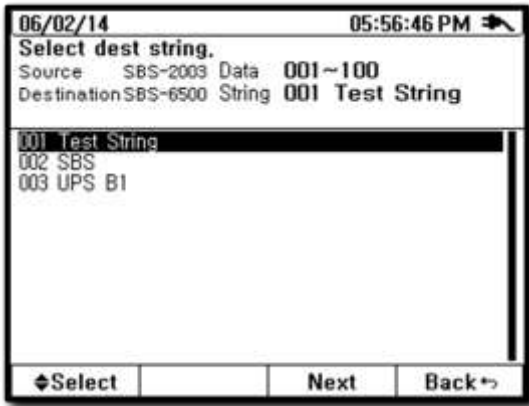 06/02/14 05:56:46 PM
Select dest string.
Source SBS-2003 Data 001~100
Destination SBS-6500 String 001 Test String
001 Test String
002 SBS
003 UPS B1
Select Next Back